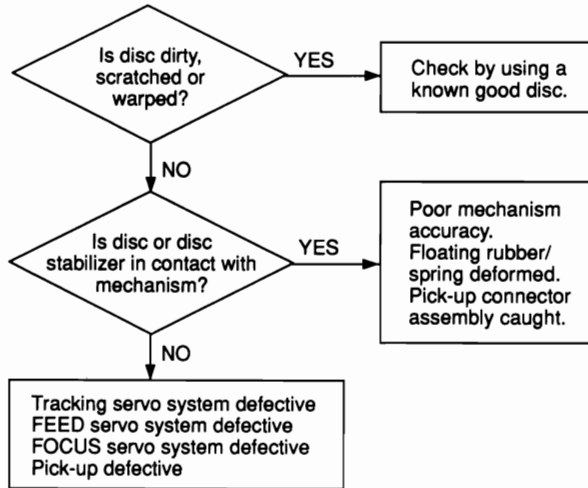 Is disc dirty,
scratched or
warped?
YES
Check by using a
known good disc.
NO
Is disc or disc
stabilizer in contact with
mechanism?
YES
Poor mechanism
accuracy.
Floating rubber/
spring deformed.
Pick-up connector
assembly caught.
NO
Tracking servo system defective
FEED servo system defective
FOCUS servo system defective
Pick-up defective